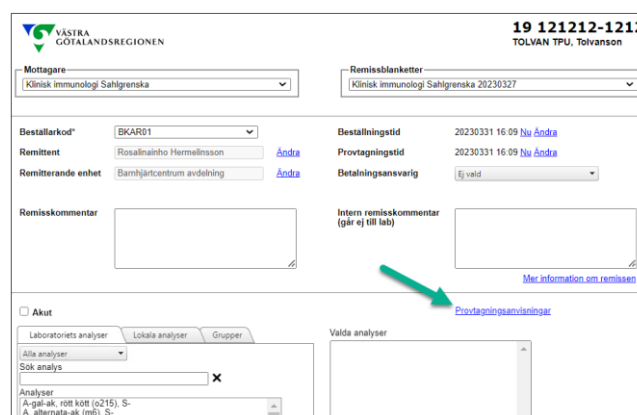 VÄSTRA
GÖTALANDSREGIONEN
19 121212-1212
TOLVAN TPU, Tolvanson
Mottagare
Klinisk immunologi Sahlgrenska
Remissblanketter
Klinisk immunologi Sahlgrenska 20230327
Beställarkod* BKAR01
Beställningstid 20230331 16:09 Nu Ändra
Remittent Rosalinainho Hermelinsson Ändra
Provtagningstid 20230331 16:09 Nu Ändra
Remitterande enhet Barnhjärtcentrum avdelning Ändra
Betalningsansvarig Ej vald
Remisskommentar
Intern remisskommentar
(går ej till lab)
Mer information om remissen
Akut
Provtagningsanvisningar
Laboratoriets analyser Lokala analyser Grupper
Valda analyser
Alla analyser
Sök analys
Analyser
A-gal-ak, rött kött (o215), S-
A. alternata-ak (m6), S-